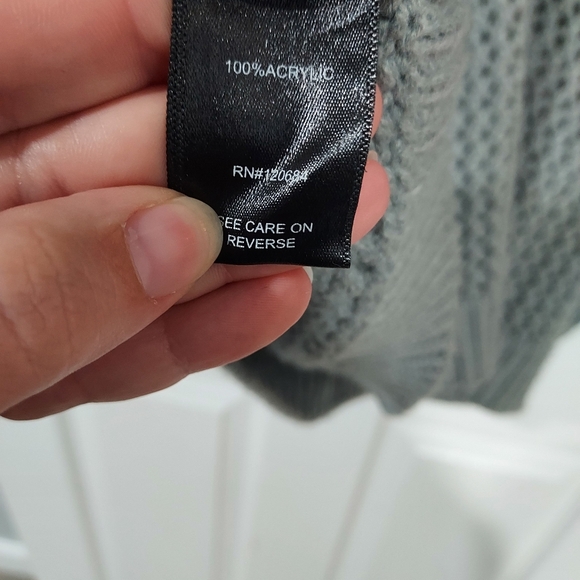 100%ACRYLIC
RN#120684
SEE CARE ON
REVERSE